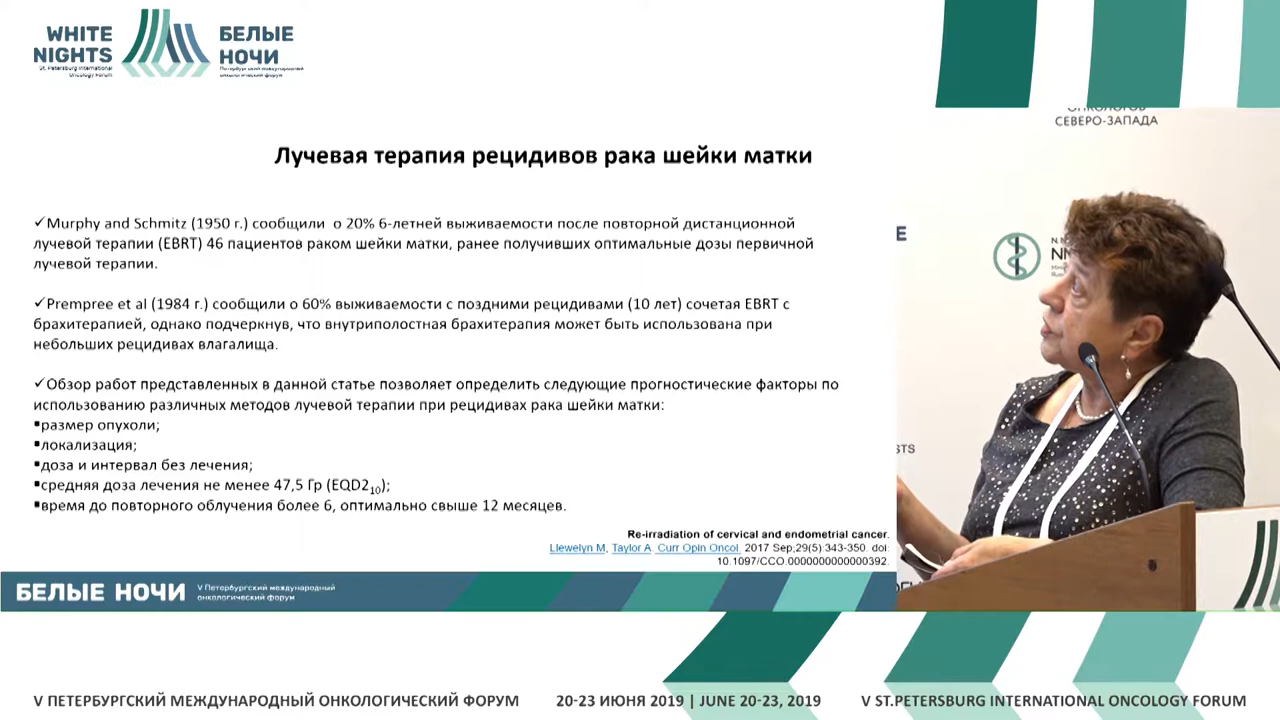 WHITE
NIGHTS
St. Petersburg International
Oncology Forum
БЕЛЫЕ
НОЧИ
Петербургский международный
онкологический форум
ОНКОЛОГОВ
СЕВЕРО-ЗАПАДА
Лучевая терапия рецидивов рака шейки матки
✓Murphy and Schmitz (1950 г.) сообщили о 20% 6-летней выживаемости после повторной дистанционной
лучевой терапии (EBRT) 46 пациентов раком шейки матки, ранее получивших оптимальные дозы первичной
лучевой терапии.
✓Prempree et al (1984 г.) сообщили о 60% выживаемости с поздними рецидивами (10 лет) сочетая EBRT с
брахитерапией, однако подчеркнув, что внутриполостная брахитерапия может быть использована при
небольших рецидивах влагалища.
✓Обзор работ представленных в данной статье позволяет определить следующие прогностические факторы по
использованию различных методов лучевой терапии при рецидивах рака шейки матки:
▪размер опухоли;
▪локализация;
▪доза и интервал без лечения;
▪средняя доза лечения не менее 47,5 Гр (EQD2₁₀);
▪время до повторного облучения более 6, оптимально свыше 12 месяцев.
Re-irradiation of cervical and endometrial cancer.
Llewelyn M, Taylor A. Curr Opin Oncol. 2017 Sep;29(5):343-350. doi:
10.1097/CCO.0000000000000392.
БЕЛЫЕ НОЧИ
V Петербургский международный
онкологический форум
V ПЕТЕРБУРГСКИЙ МЕЖДУНАРОДНЫЙ ОНКОЛОГИЧЕСКИЙ ФОРУМ 20-23 ИЮНЯ 2019 | JUNE 20-23, 2019 V ST.PETERSBURG INTERNATIONAL ONCOLOGY FORUM